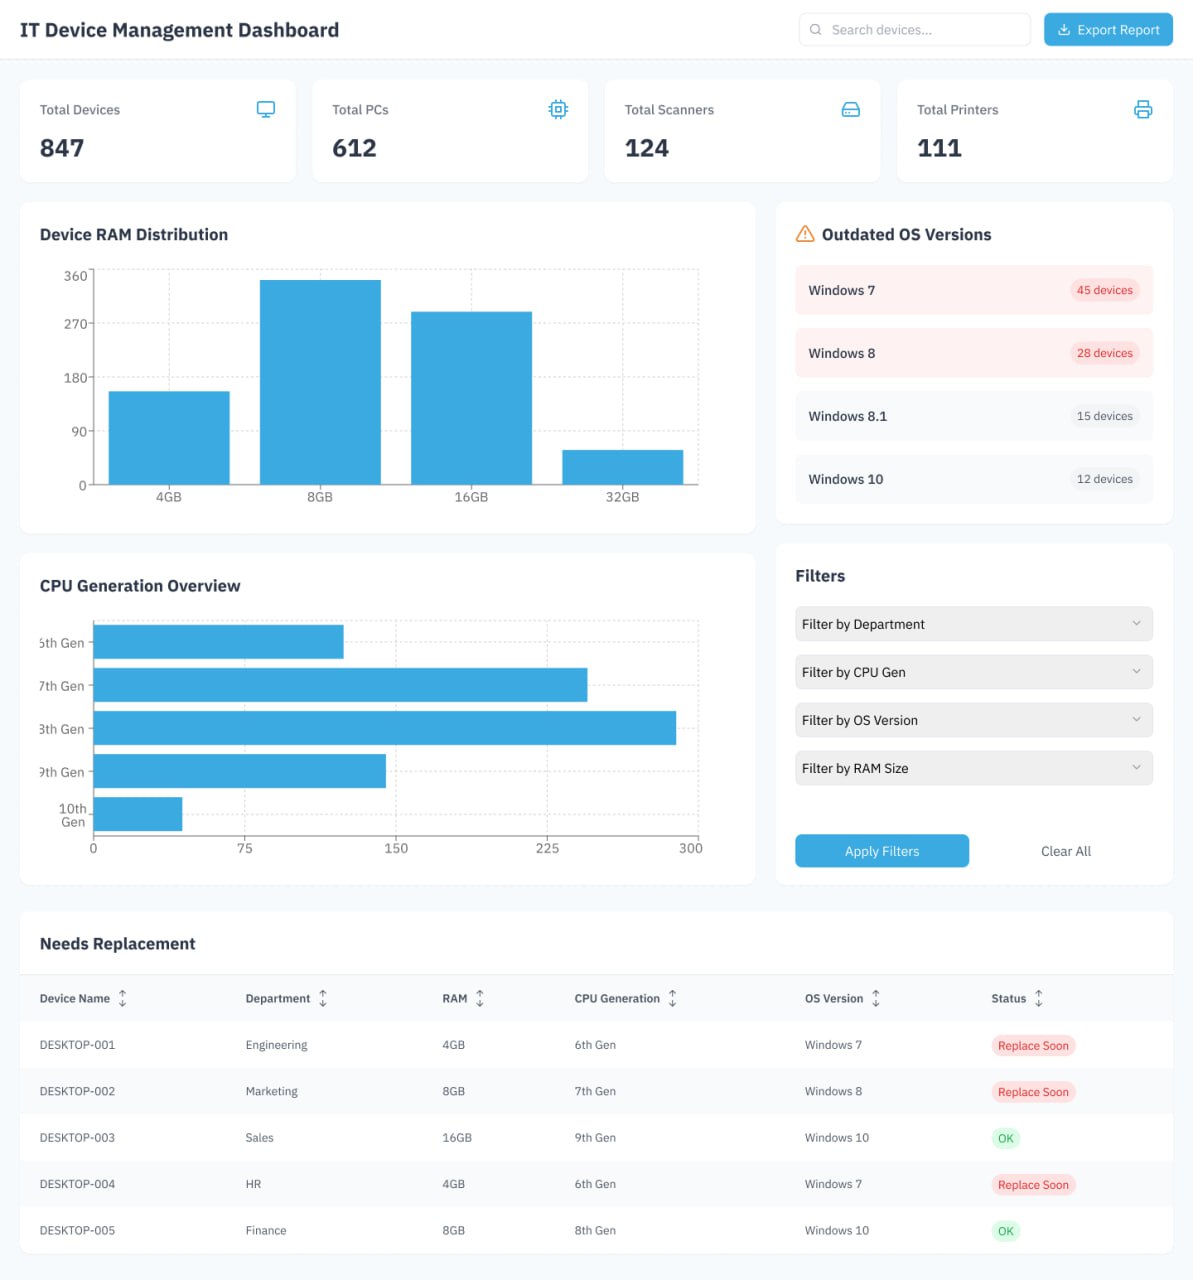 IT Device Management Dashboard
Search devices...
Export Report
Total Devices
847
Total PCs
612
Total Scanners
124
Total Printers
111
Device RAM Distribution
360
270
180
90
0
4GB 8GB 16GB 32GB
Outdated OS Versions
Windows 7 45 devices
Windows 8 28 devices
Windows 8.1 15 devices
Windows 10 12 devices
CPU Generation Overview
6th Gen
7th Gen
8th Gen
9th Gen
10th
Gen
0 75 150 225 300
Filters
Filter by Department
Filter by CPU Gen
Filter by OS Version
Filter by RAM Size
Apply Filters Clear All
Needs Replacement
Device Name Department RAM CPU Generation OS Version Status
DESKTOP-001 Engineering 4GB 6th Gen Windows 7 Replace Soon
DESKTOP-002 Marketing 8GB 7th Gen Windows 8 Replace Soon
DESKTOP-003 Sales 16GB 9th Gen Windows 10 OK
DESKTOP-004 HR 4GB 6th Gen Windows 7 Replace Soon
DESKTOP-005 Finance 8GB 8th Gen Windows 10 OK